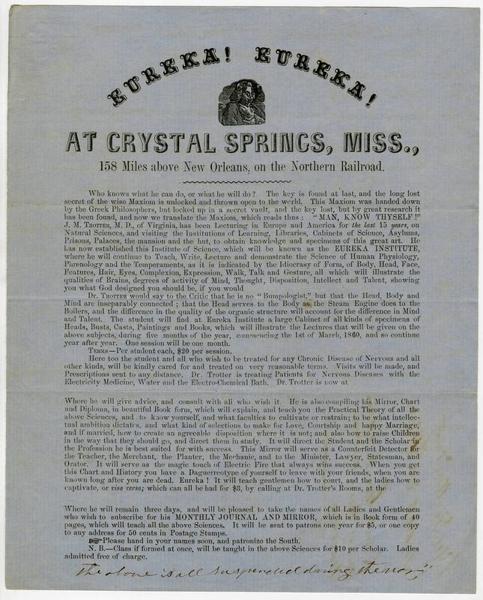 EUREKA! EUREKA!
AT CRYSTAL SPRINGS, MISS.,
158 Miles above New Orleans, on the Northern Railroad.
Who knows what he can do, or what he will do? The key is found at last, and the long lost
secret of the wise Maxim is unlocked and thrown open to the world. This Maxim was handed down
by the Greek Philosophers, but locked up in a secret vault, and the key lost, but by great research it
has been found, and now we translate the Maxim, which reads thus: "MAN, KNOW THYSELF!"
J. M. TROTTER, M. D., of Virginia, has been Lecturing in Europe and America for the last 15 years, on
Natural Sciences, and visiting the Institutions of Learning, Libraries, Cabinets of Science, Asylums,
Prisons, Palaces, the mansion and the hut, to obtain knowledge and specimens of this great art. He
has now established this Institute of Science, which will be known as the EUREKA INSTITUTE,
where he will continue to Teach, Write, Lecture and demonstrate the Science of Human Physiology,
Phrenology and the Temperaments, as it is indicated by the Idiocracy of Form, of Body, Head, Face,
Features, Hair, Eyes, Complexion, Expression, Walk, Talk and Gesture, all which will illustrate the
qualities of Brains, degrees of activity of Mind, Thought, Disposition, Intellect and Talent, showing
you what God designed you should be, if you would
DR. TROTTER would say to the Critic that he is no "Bumpologist," but that the Head, Body and
Mind are inseparably connected; that the Head serves to the Body as the Steam Engine does to the
Boilers, and the difference in the quality of the organic structure will account for the difference in Mind
and Talent. The student will find at Eureka Institute a large Cabinet of all kinds of specimens of
Heads, Busts, Casts, Paintings and Books, which will illustrate the Lectures that will be given on the
above subjects, during five months of the year, commencing the 1st of March, 1860, and so continue
year after year. One session will be one month.
TERMS—Per student each, $20 per session.
Here too the student and all who wish to be treated for any Chronic Disease of Nervous and all
other kinds, will be kindly cared for and treated on very reasonable terms. Visits will be made, and
Prescriptions sent to any distance. Dr. Trotter is treating Patients for Nervous Diseases with the
Electricity Medicine, Water and the Electro-Chemical Bath. Dr. Trotter is now at
Where he will give advice, and consult with all who wish it. He is also compiling his Mirror, Chart
and Diploma, in beautiful Book form, which will explain, and teach you the Practical Theory of all the
above Sciences, and to know yourself, and what faculties to cultivate or restrain; to be what intellec-
tual ambition dictates, and what kind of selections to make for Love, Courtship and happy Marriage,
and if married, how to create an agreeable disposition where it is not; and also how to raise Children
in the way that they should go, and direct them in study. It will direct the Student and the Scholar in
the Profession he is best suited for with success. This Mirror will serve as a Counterfeit Detector for
the Teacher, the Merchant, the Planter, the Mechanic, and to the Minister, Lawyer, Statesman, and
Orator. It will serve as the magic touch of Electric Fire that always wins success. When you get
this Chart and History you have a Daguerreotype of yourself to leave with your friends, when you are
known long after you are dead. Eureka! It will teach gentlemen how to court, and the ladies how to
captivate, or vise versa; which can all be had for $3, by calling at Dr. Trotter's Rooms, at the
Where he will remain three days, and will be pleased to take the names of all Ladies and Gentlemen
who wish to subscribe for his MONTHLY JOURNAL AND MIRROR, which is in Book form of 40
pages, which will teach all the above Sciences. It will be sent to patrons one year for $5, or one copy
to any address for 50 cents in Postage Stamps.
Please hand in your names soon, and patronize the South.
N. B.—Class if formed at once, will be taught in the above Sciences for $10 per Scholar. Ladies
admitted free of charge.
The above is all suspended during the war,